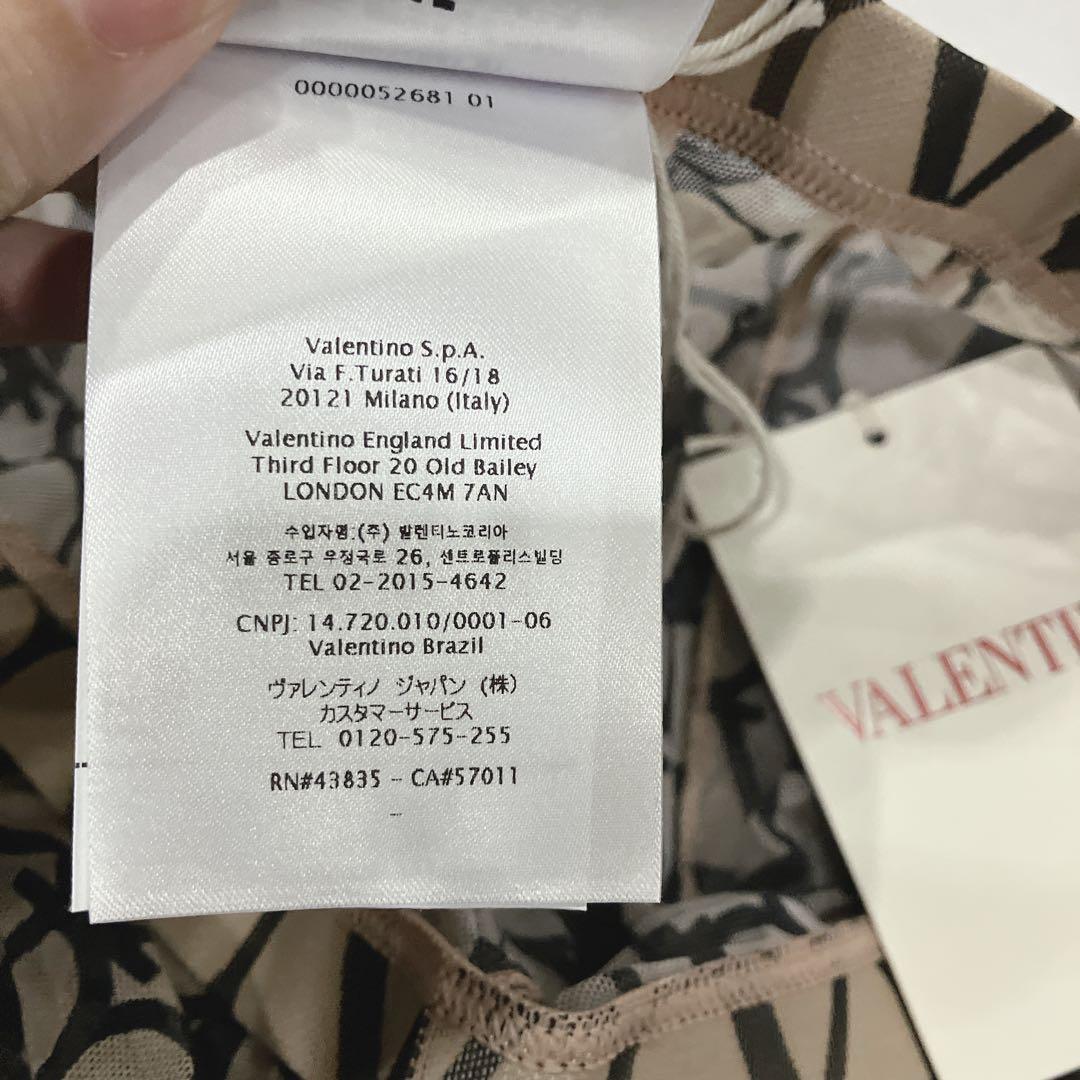 0000052681 01
Valentino S.p.A.
Via F.Turati 16/18
20121 Milano (Italy)
Valentino England Limited
Third Floor 20 Old Bailey
LONDON EC4M 7AN
수입자명:(주) 발렌티노코리아
서울 종로구 우정국로 26, 센트로폴리스빌딩
TEL 02-2015-4642
CNPJ: 14.720.010/0001-06
Valentino Brazil
ヴァレンティノ ジャパン (株)
カスタマーサービス
TEL 0120-575-255
RN#43835 - CA#57011
VALENTI